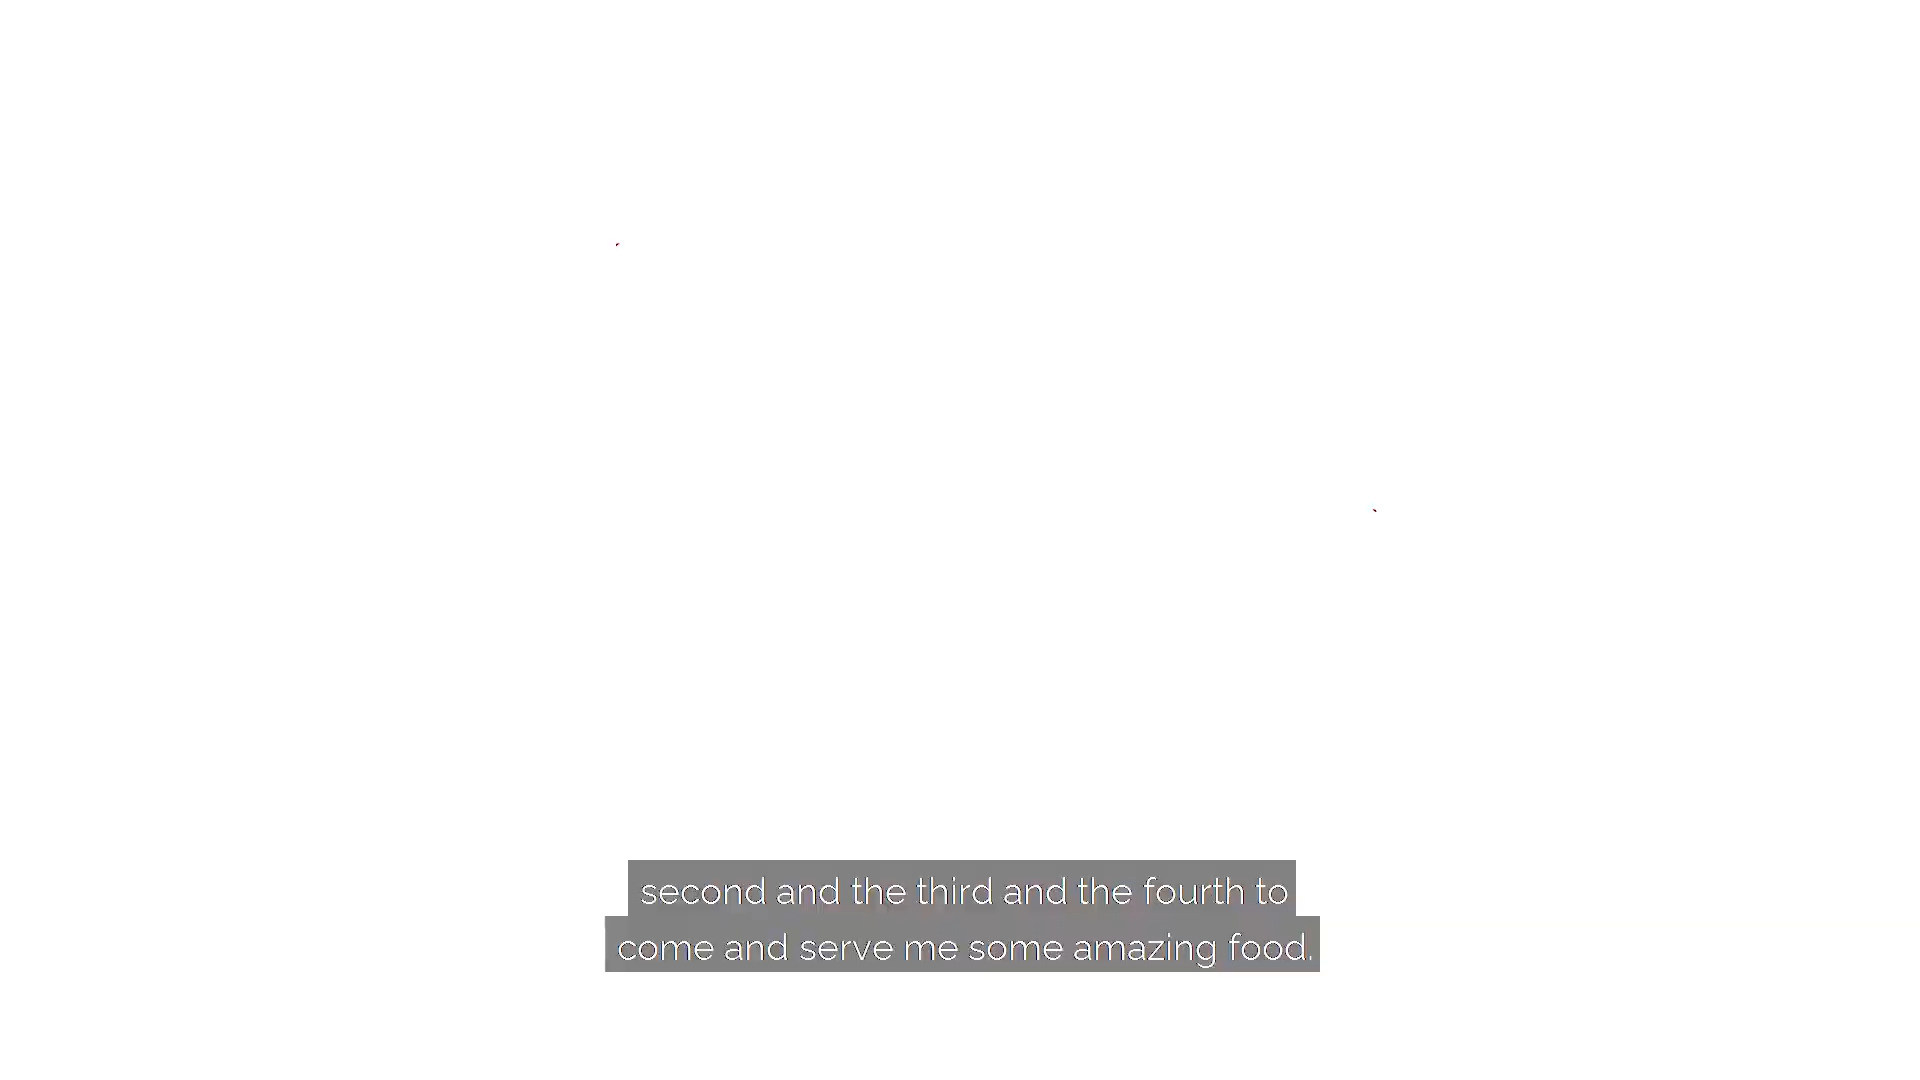 second and the third and the fourth to
come and serve me some amazing food.